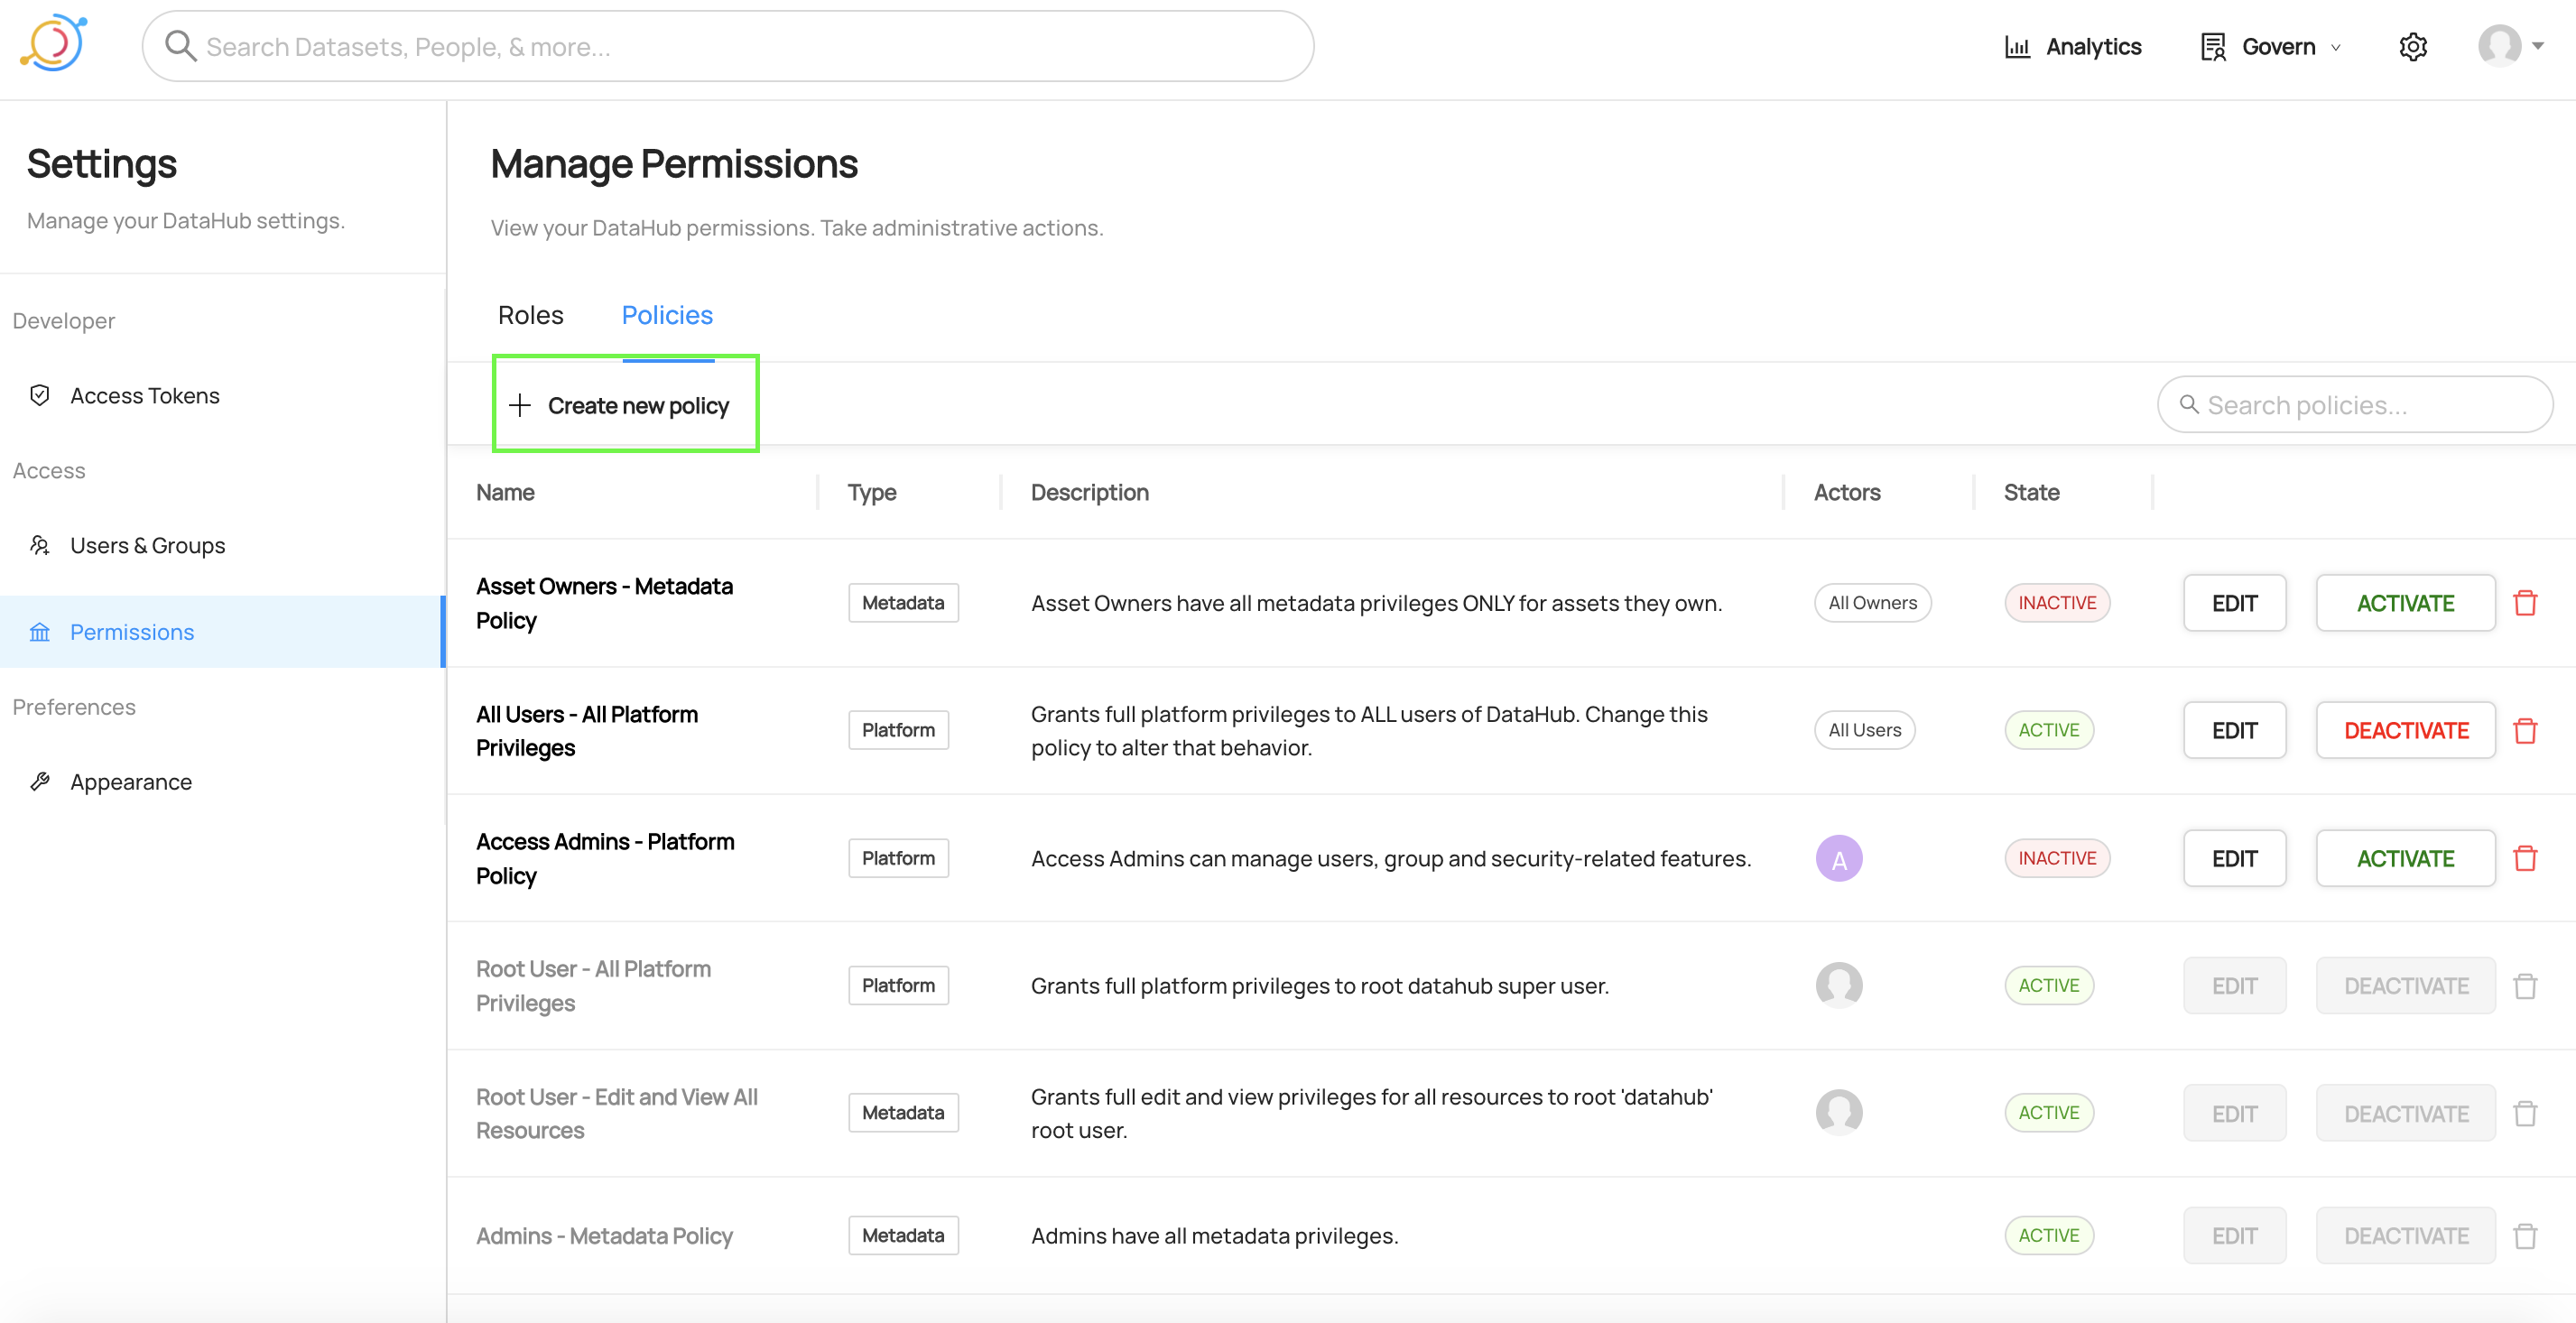 Search Datasets, People, & more...
Analytics
Govern
Settings
Manage your DataHub settings.
Developer
Access Tokens
Access
Users & Groups
Permissions
Preferences
Appearance
Manage Permissions
View your DataHub permissions. Take administrative actions.
Roles Policies
Create new policy
Search policies...
Name Type Description Actors State
Asset Owners - Metadata
Policy
Metadata
Asset Owners have all metadata privileges ONLY for assets they own.
All Owners
INACTIVE
EDIT
ACTIVATE
All Users - All Platform
Privileges
Platform
Grants full platform privileges to ALL users of DataHub. Change this
policy to alter that behavior.
All Users
ACTIVE
EDIT
DEACTIVATE
Access Admins - Platform
Policy
Platform
Access Admins can manage users, group and security-related features.
A
INACTIVE
EDIT
ACTIVATE
Root User - All Platform
Privileges
Platform
Grants full platform privileges to root datahub super user.
ACTIVE
EDIT
DEACTIVATE
Root User - Edit and View All
Resources
Metadata
Grants full edit and view privileges for all resources to root 'datahub'
root user.
ACTIVE
EDIT
DEACTIVATE
Admins - Metadata Policy
Metadata
Admins have all metadata privileges.
ACTIVE
EDIT
DEACTIVATE